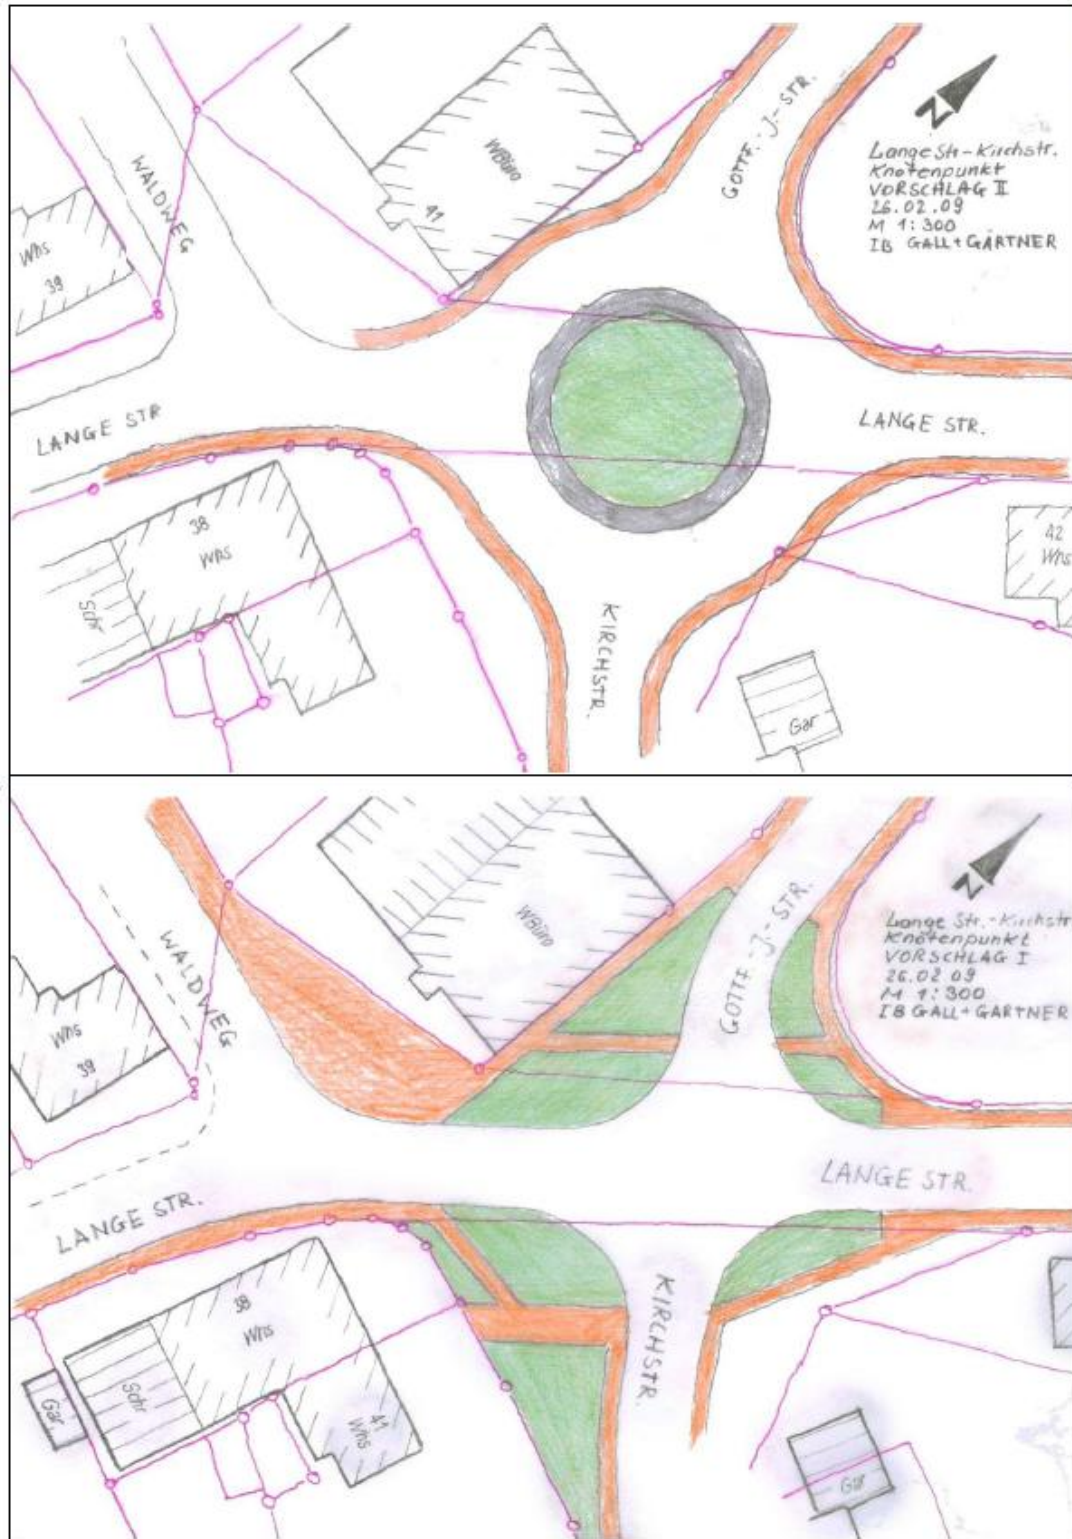 WALDWEG
Whs
39
WBüro
41
GOTTF.-J.-STR.
N
Lange Str-Kirchstr.
Knotenpunkt
VORSCHLAG II
26.02.09
M 1:300
IB GALL+GÄRTNER
LANGE STR
LANGE STR.
38
Whs
Schr
KIRCHSTR.
42
Whs
Gar
WALDWEG
Whs
39
WBüro
GOTTF.-J.-STR.
N
Lange Str.-Kirchstr
Knotenpunkt
VORSCHLAG I
26.02.09
M 1:300
IB GALL+GÄRTNER
LANGE STR.
LANGE STR.
38
Whs
Schr
Gar
41
Whs
KIRCHSTR.
Gar